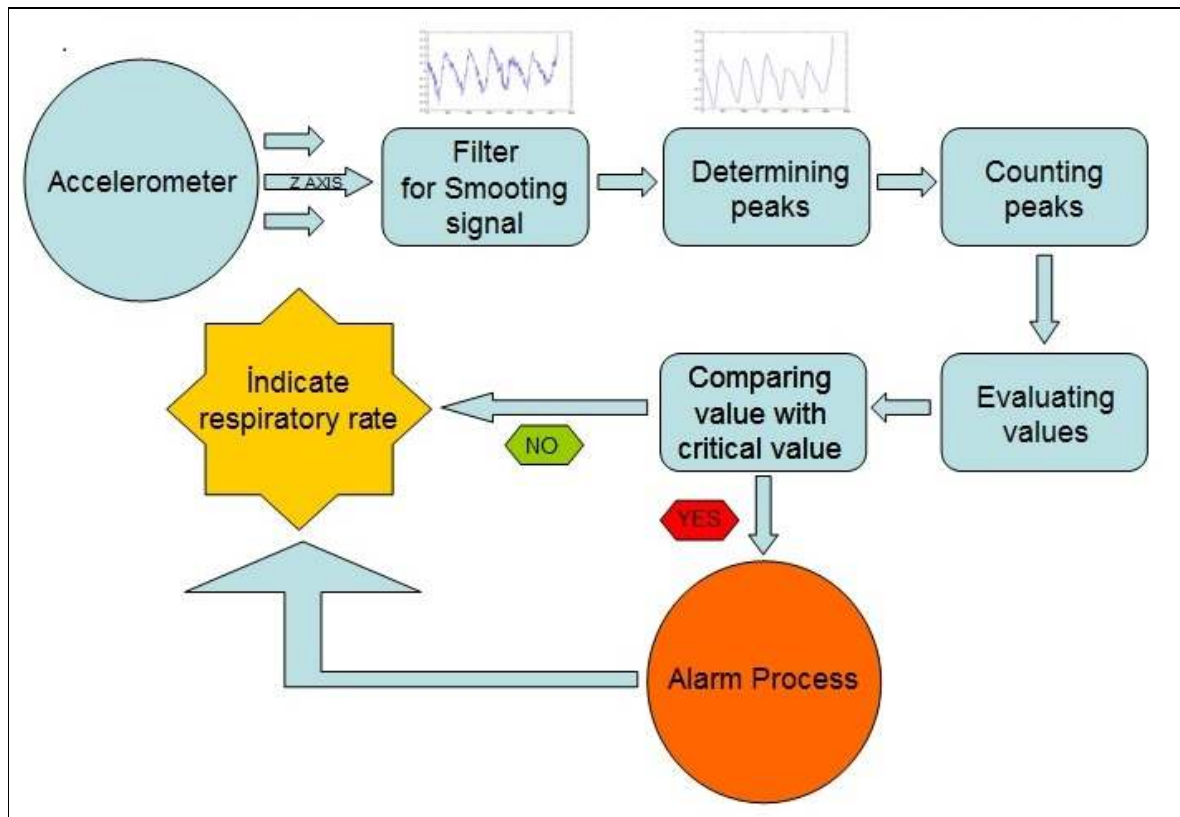 Accelerometer
Z AXIS
Filter
for Smooting
signal
Determining
peaks
Counting
peaks
Evaluating
values
Comparing
value with
critical value
NO
İndicate
respiratory rate
YES
Alarm Process